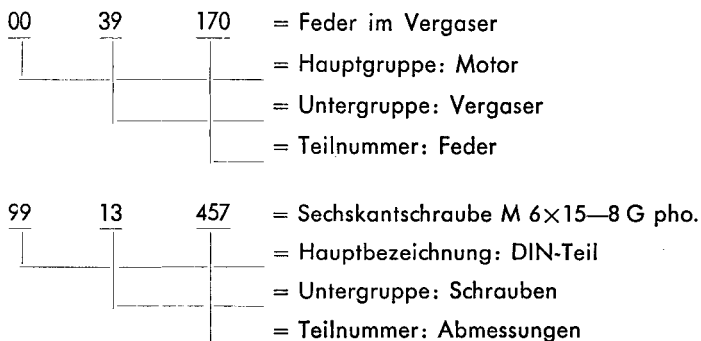 00 39 170 = Feder im Vergaser
= Hauptgruppe: Motor
= Untergruppe: Vergaser
= Teilnummer: Feder
99 13 457 = Sechskantschraube M 6×15—8 G pho.
= Hauptbezeichnung: DIN-Teil
= Untergruppe: Schrauben
= Teilnummer: Abmessungen